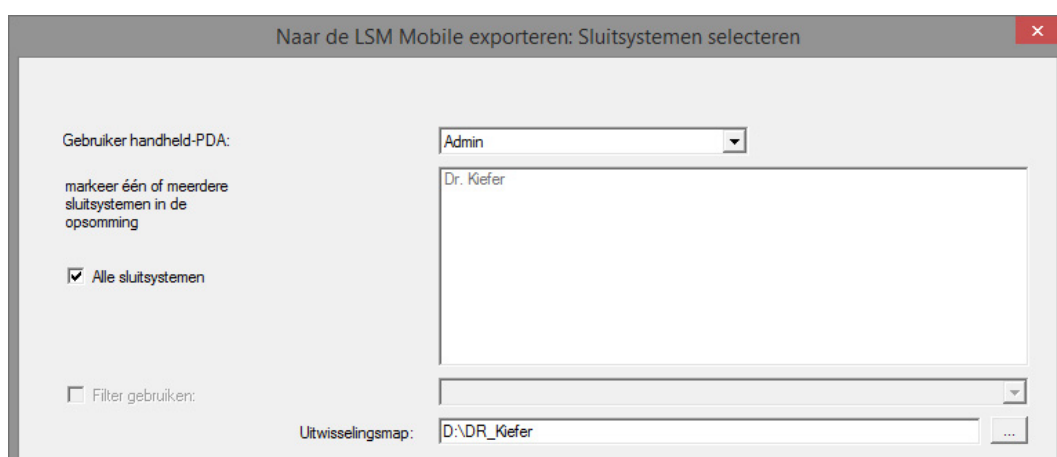 Naar de LSM Mobile exporteren: Sluitsystemen selecteren
Gebruiker handheld-PDA:
Admin
markeer één of meerdere
sluitsystemen in de
opsomming
Dr. Kiefer
Alle sluitsystemen
Filter gebruiken:
Uitwisselingsmap:
D:\DR_Kiefer
...